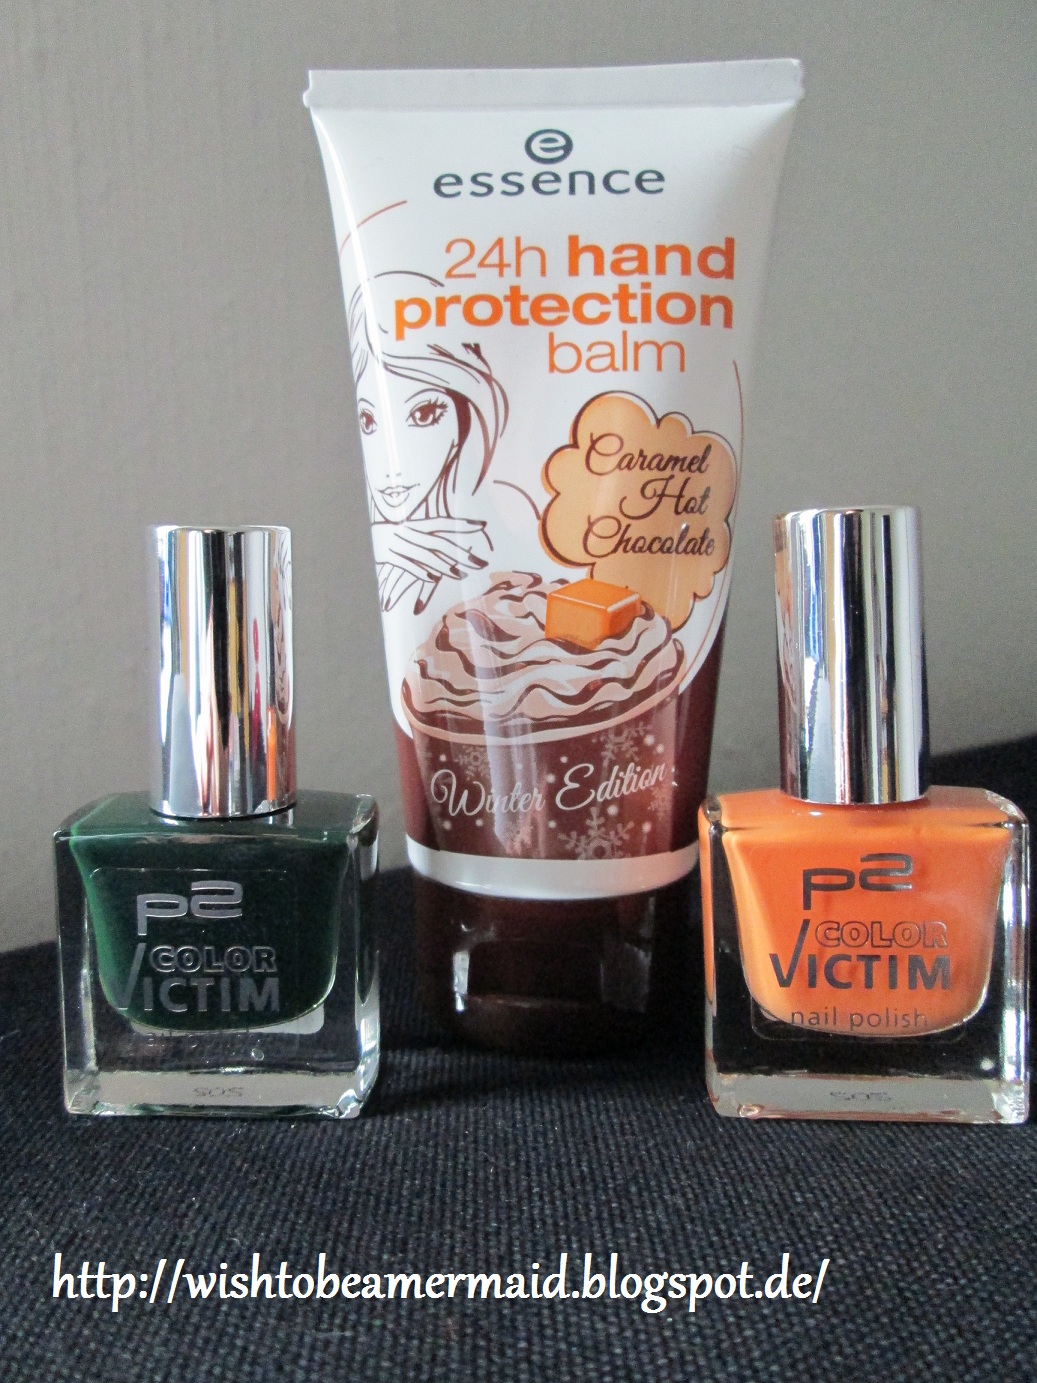 e
essence
24h hand
protection
balm
Caramel
Hot
Chocolate
Winter Edition
p2
COLOR
VICTIM
p2
COLOR
VICTIM
nail polish
http://wishtobeamermaid.blogspot.de/